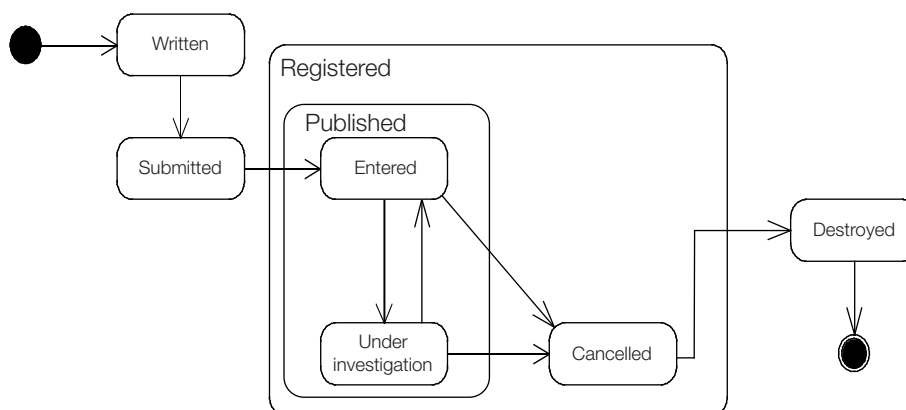 Written
Registered
Published
Submitted
Entered
Destroyed
Under
investigation
Cancelled